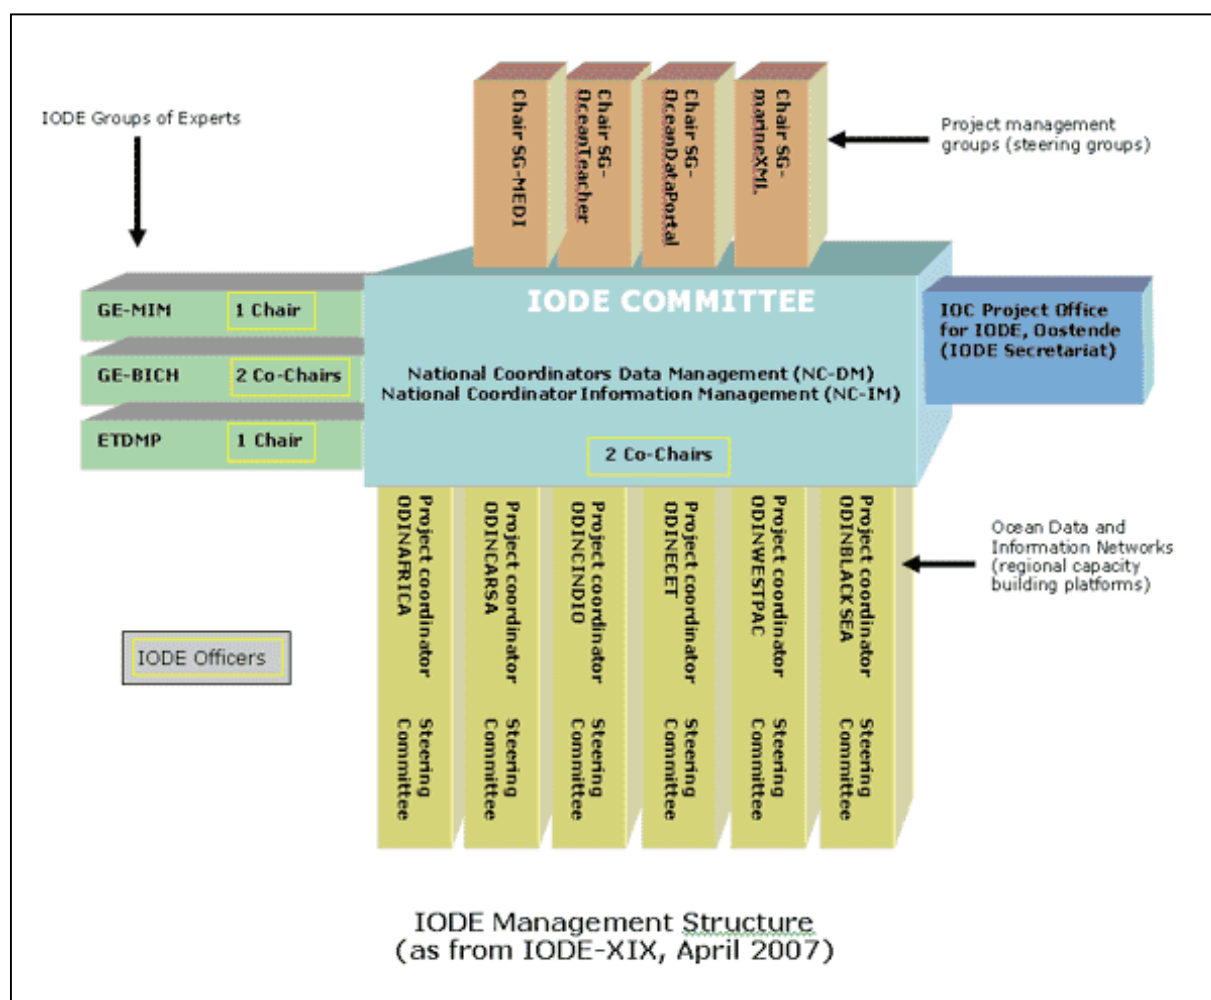 IODE Groups of Experts
Chair SG-MEDI
Chair SG-
OceanTeacher
Chair SG-
OceanDataPortal
Chair SG-
marineXML
Project management
groups (steering groups)
GE-MIM 1 Chair
GE-BICH 2 Co-Chairs
ETDMP 1 Chair
IODE COMMITTEE
National Coordinators Data Management (NC-DM)
National Coordinator Information Management (NC-IM)
2 Co-Chairs
IOC Project Office
for IODE, Oostende
(IODE Secretariat)
Project coordinator
ODINAFRICA
Steering
Committee
Project coordinator
ODINCARSA
Steering
Committee
Project coordinator
ODINCINDIO
Steering
Committee
Project coordinator
ODINECET
Steering
Committee
Project coordinator
ODINWESTPAC
Steering
Committee
Project coordinator
ODINBLACKSEA
Steering
Committee
Ocean Data and
Information Networks
(regional capacity
building platforms)
IODE Officers
IODE Management Structure
(as from IODE-XIX, April 2007)